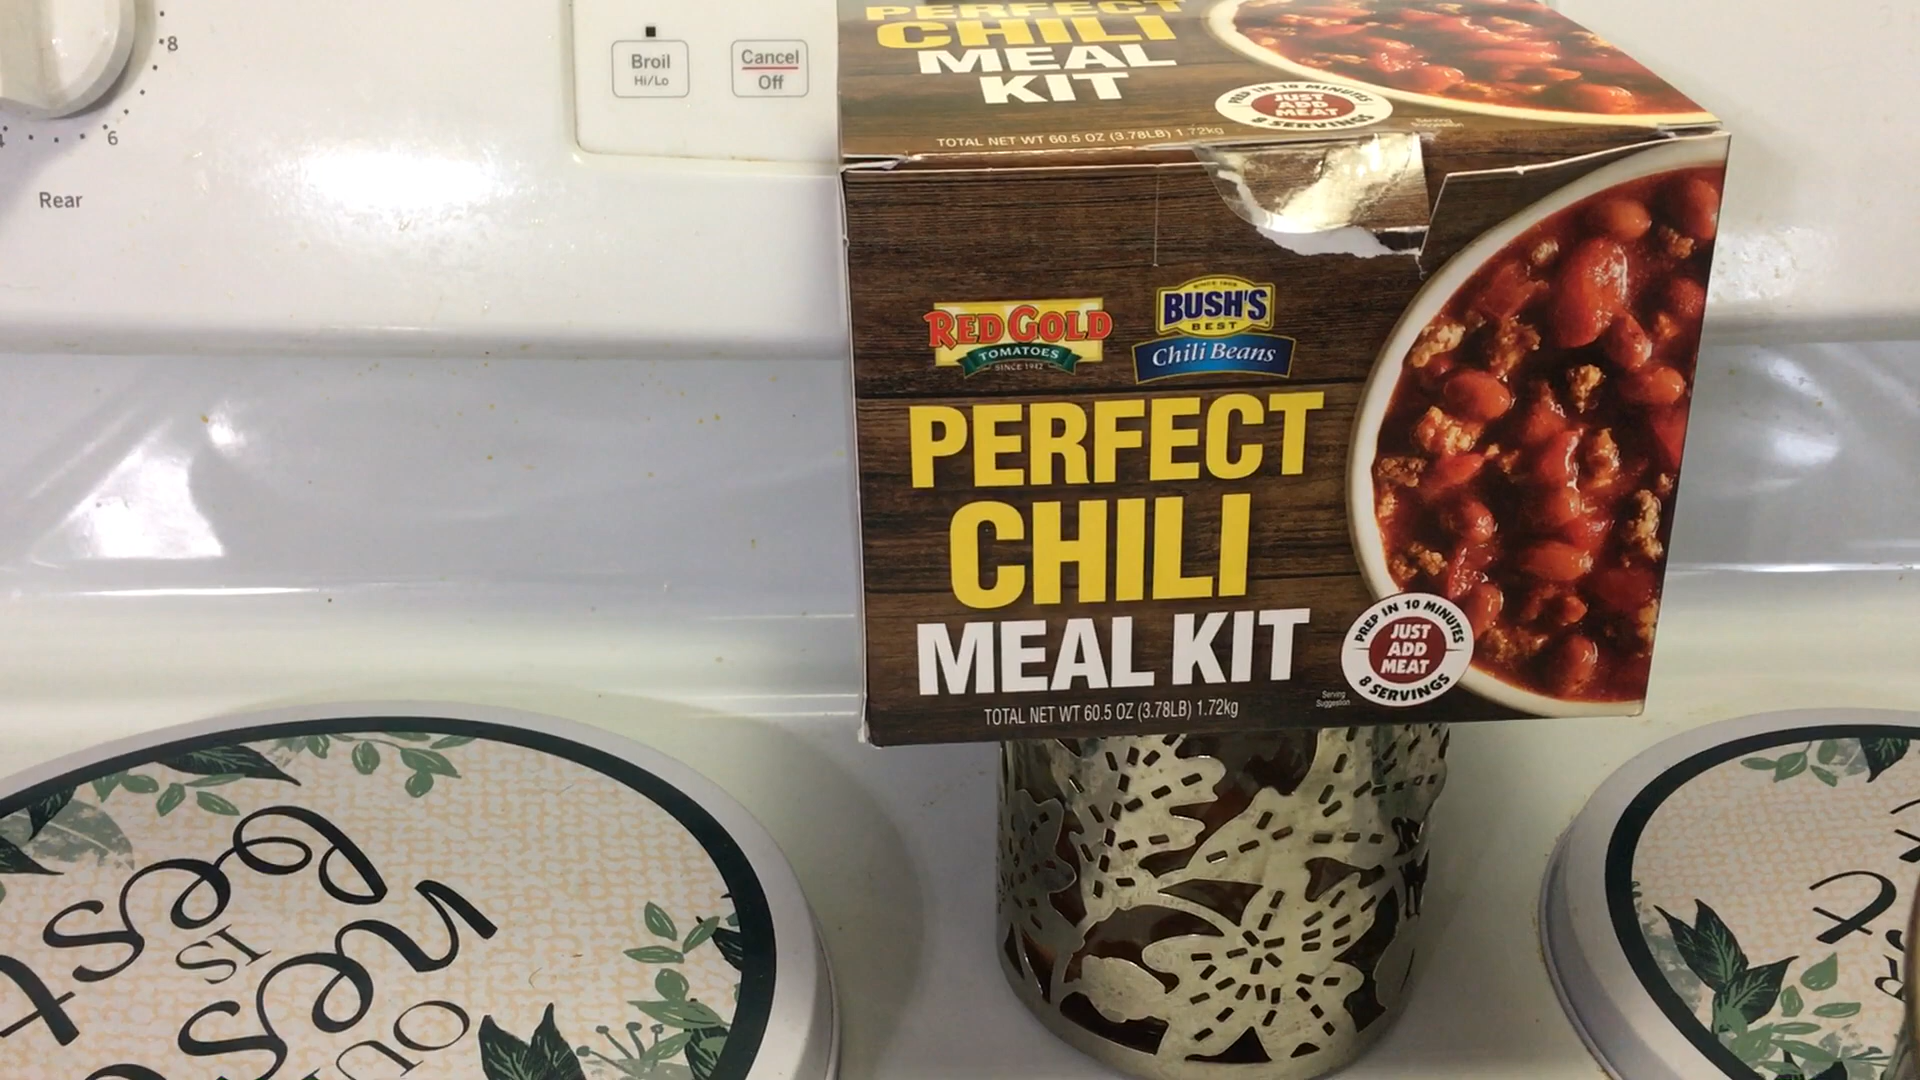 8
6
Rear
Broil
Hi/Lo
Cancel
Off
PERFECT
CHILI
MEAL
KIT
PREP IN 10 MINUTES
JUST
ADD
MEAT
8 SERVINGS
TOTAL NET WT 60.5 OZ (3.78LB) 1.72kg
RED GOLD
TOMATOES
SINCE 1942
BUSH'S
BEST
Chili Beans
PERFECT
CHILI
MEAL KIT
PREP IN 10 MINUTES
JUST
ADD
MEAT
8 SERVINGS
Serving
Suggestion
TOTAL NET WT 60.5 OZ (3.78LB) 1.72kg
IS